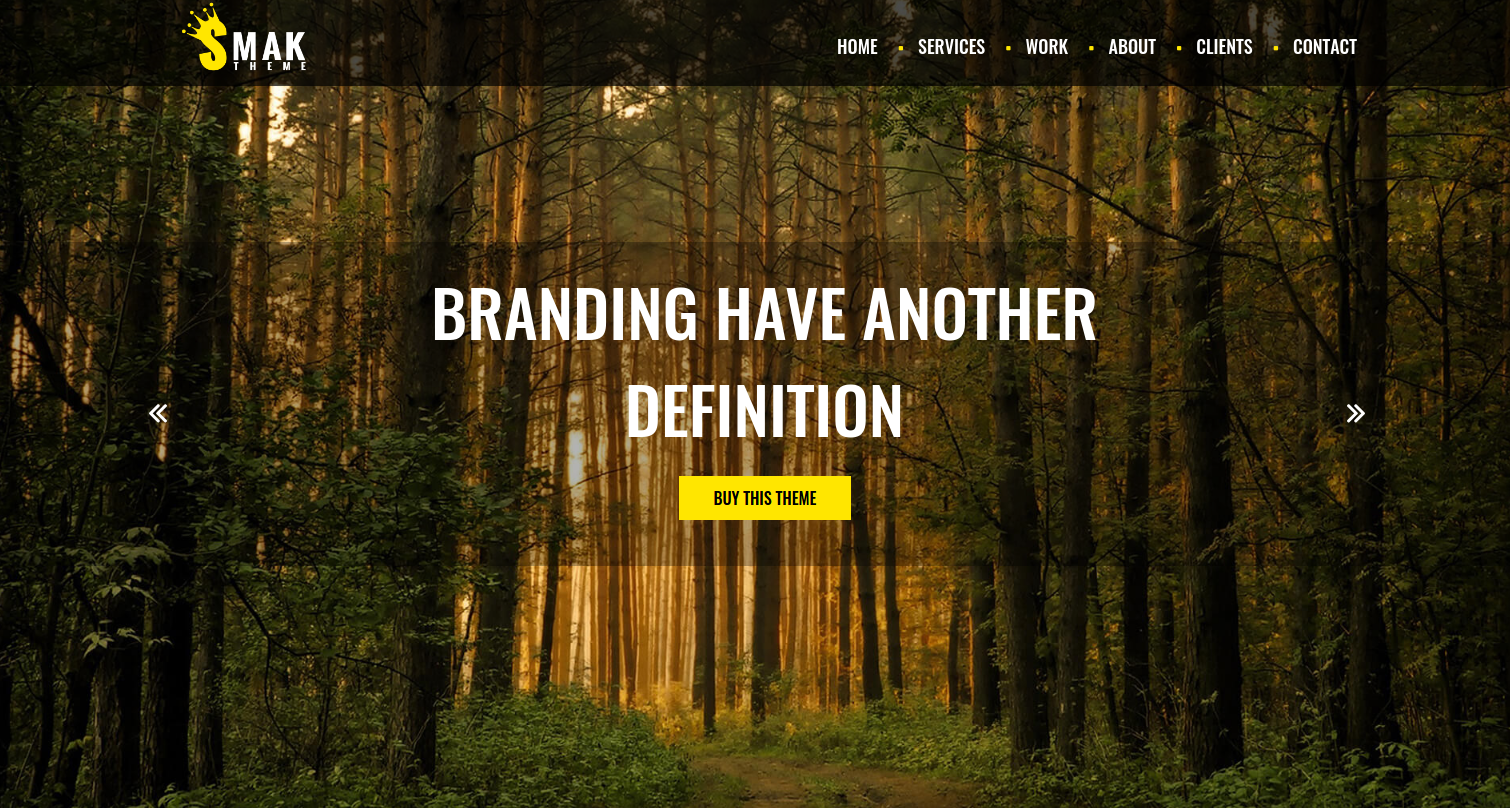 SMAK
THEME
HOME SERVICES WORK ABOUT CLIENTS CONTACT
BRANDING HAVE ANOTHER
DEFINITION
BUY THIS THEME